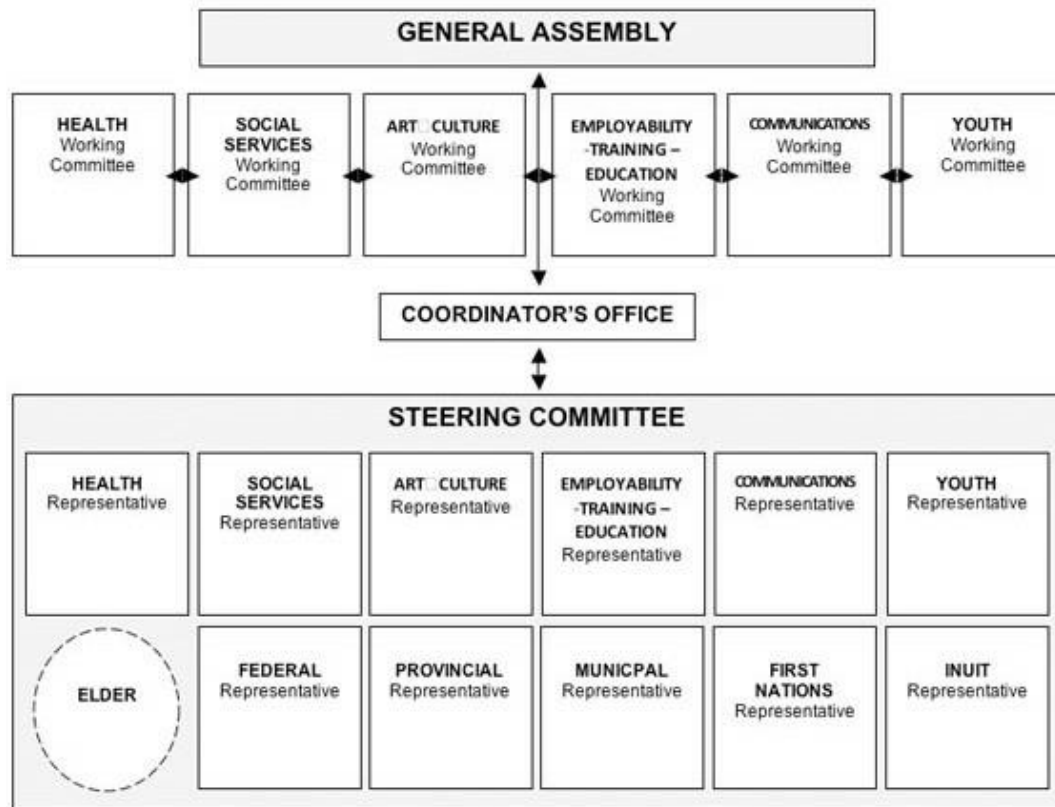 GENERAL ASSEMBLY
HEALTH
Working
Committee
SOCIAL
SERVICES
Working
Committee
ART□CULTURE
Working
Committee
EMPLOYABILITY
-TRAINING –
EDUCATION
Working
Committee
COMMUNICATIONS
Working
Committee
YOUTH
Working
Committee
COORDINATOR'S OFFICE
STEERING COMMITTEE
HEALTH
Representative
SOCIAL
SERVICES
Representative
ART□CULTURE
Representative
EMPLOYABILITY
-TRAINING –
EDUCATION
Representative
COMMUNICATIONS
Representative
YOUTH
Representative
ELDER
FEDERAL
Representative
PROVINCIAL
Representative
MUNICPAL
Representative
FIRST
NATIONS
Representative
INUIT
Representative